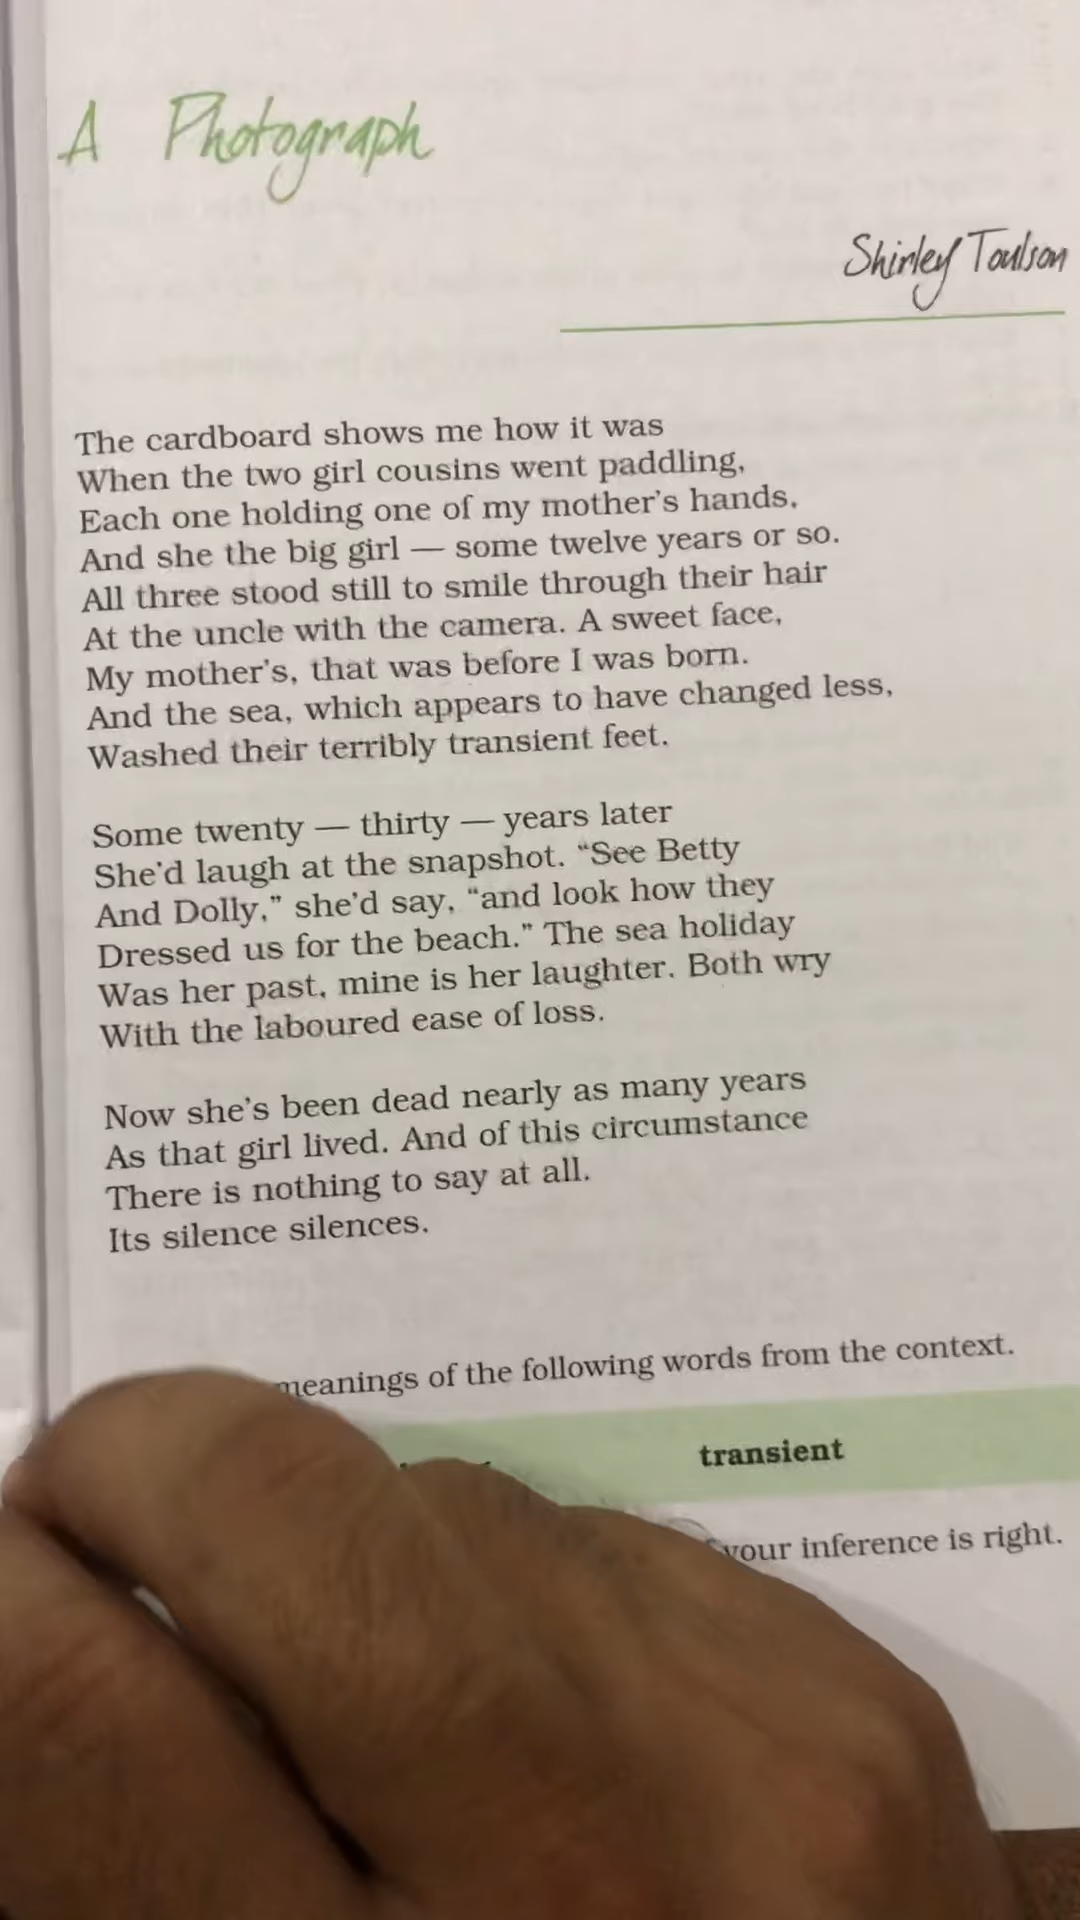 A Photograph
Shirley Toulson
The cardboard shows me how it was
When the two girl cousins went paddling,
Each one holding one of my mother's hands,
And she the big girl — some twelve years or so.
All three stood still to smile through their hair
At the uncle with the camera. A sweet face,
My mother's, that was before I was born.
And the sea, which appears to have changed less,
Washed their terribly transient feet.
Some twenty — thirty — years later
She'd laugh at the snapshot. “See Betty
And Dolly,” she'd say, “and look how they
Dressed us for the beach.” The sea holiday
Was her past, mine is her laughter. Both wry
With the laboured ease of loss.
Now she's been dead nearly as many years
As that girl lived. And of this circumstance
There is nothing to say at all.
Its silence silences.
meanings of the following words from the context.
transient
your inference is right.